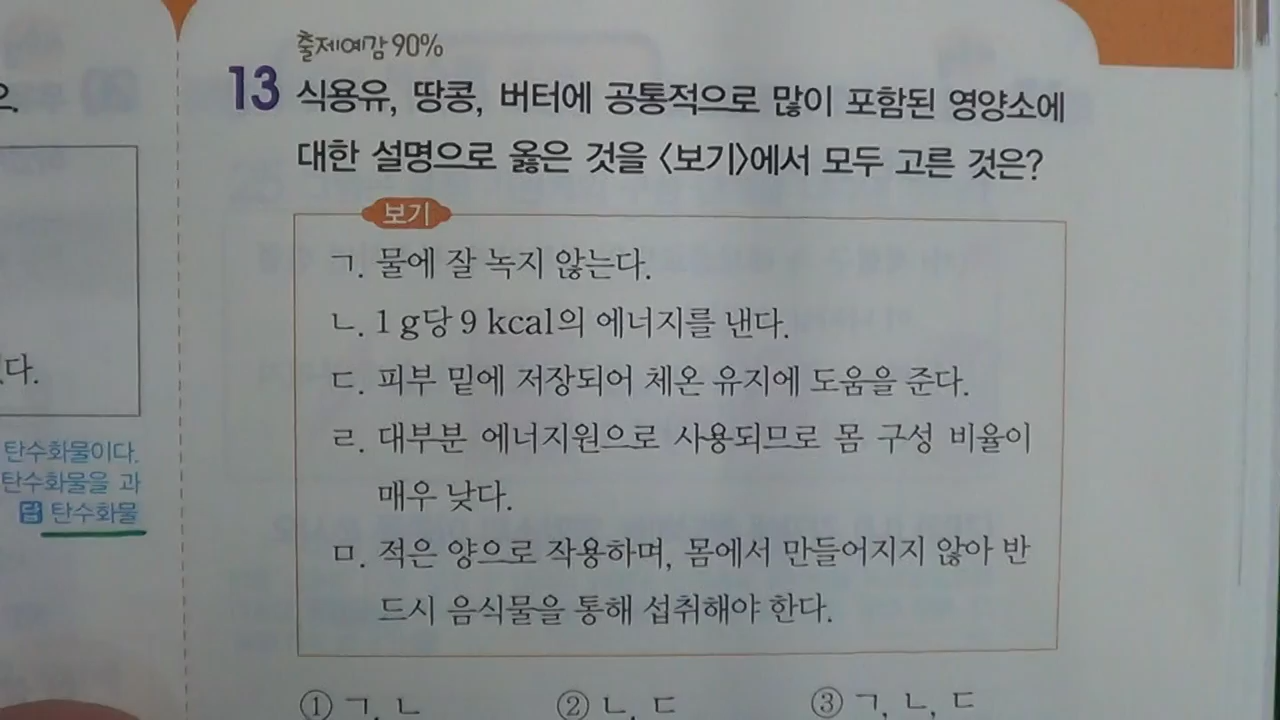 출제예감 90%
13 식용유, 땅콩, 버터에 공통적으로 많이 포함된 영양소에
대한 설명으로 옳은 것을 〈보기〉에서 모두 고른 것은?
보기
ㄱ. 물에 잘 녹지 않는다.
ㄴ. 1 g당 9 kcal의 에너지를 낸다.
ㄷ. 피부 밑에 저장되어 체온 유지에 도움을 준다.
ㄹ. 대부분 에너지원으로 사용되므로 몸 구성 비율이
매우 낮다.
ㅁ. 적은 양으로 작용하며, 몸에서 만들어지지 않아 반
드시 음식물을 통해 섭취해야 한다.
① ㄱ, ㄴ ② ㄴ, ㄷ ③ ㄱ, ㄴ, ㄷ
다.
탄수화물이다.
탄수화물을 과
답 탄수화물